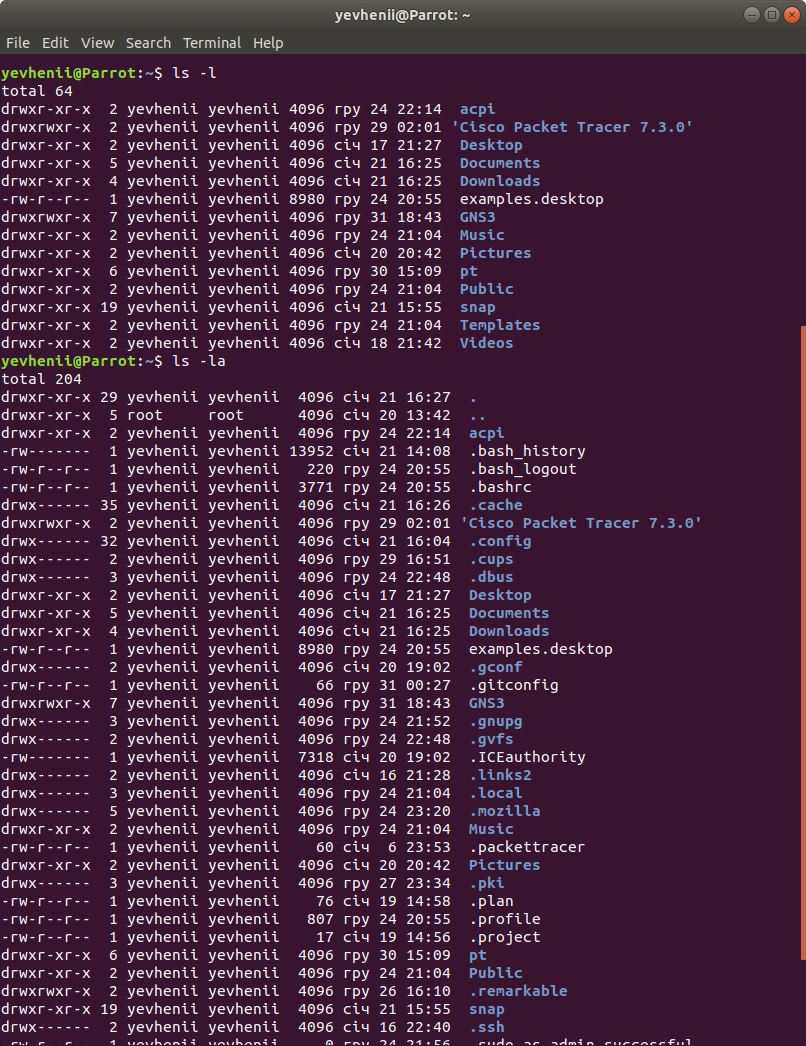 yevhenii@Parrot: ~
File Edit View Search Terminal Help
yevhenii@Parrot:~$ ls -l
total 64
drwxr-xr-x  2 yevhenii yevhenii 4096 гру 24 22:14  acpi
drwxrwxr-x  2 yevhenii yevhenii 4096 гру 29 02:01 'Cisco Packet Tracer 7.3.0'
drwxr-xr-x  2 yevhenii yevhenii 4096 січ 17 21:27  Desktop
drwxr-xr-x  5 yevhenii yevhenii 4096 січ 21 16:25  Documents
drwxr-xr-x  4 yevhenii yevhenii 4096 січ 21 16:25  Downloads
-rw-r--r--  1 yevhenii yevhenii 8980 гру 24 20:55  examples.desktop
drwxrwxr-x  7 yevhenii yevhenii 4096 гру 31 18:43  GNS3
drwxr-xr-x  2 yevhenii yevhenii 4096 гру 24 21:04  Music
drwxr-xr-x  2 yevhenii yevhenii 4096 січ 20 20:42  Pictures
drwxr-xr-x  6 yevhenii yevhenii 4096 гру 30 15:09  pt
drwxr-xr-x  2 yevhenii yevhenii 4096 гру 24 21:04  Public
drwxr-xr-x 19 yevhenii yevhenii 4096 січ 21 15:55  snap
drwxr-xr-x  2 yevhenii yevhenii 4096 гру 24 21:04  Templates
drwxr-xr-x  2 yevhenii yevhenii 4096 січ 18 21:42  Videos
yevhenii@Parrot:~$ ls -la
total 204
drwxr-xr-x 29 yevhenii yevhenii  4096 січ 21 16:27  .
drwxr-xr-x  5 root     root      4096 січ 20 13:42  ..
drwxr-xr-x  2 yevhenii yevhenii  4096 гру 24 22:14  acpi
-rw-------  1 yevhenii yevhenii 13952 січ 21 14:08  .bash_history
-rw-r--r--  1 yevhenii yevhenii   220 гру 24 20:55  .bash_logout
-rw-r--r--  1 yevhenii yevhenii  3771 гру 24 20:55  .bashrc
drwx------ 35 yevhenii yevhenii  4096 січ 21 16:26  .cache
drwxrwxr-x  2 yevhenii yevhenii  4096 гру 29 02:01 'Cisco Packet Tracer 7.3.0'
drwx------ 32 yevhenii yevhenii  4096 січ 21 16:04  .config
drwx------  2 yevhenii yevhenii  4096 гру 29 16:51  .cups
drwx------  3 yevhenii yevhenii  4096 гру 24 22:48  .dbus
drwxr-xr-x  2 yevhenii yevhenii  4096 січ 17 21:27  Desktop
drwxr-xr-x  5 yevhenii yevhenii  4096 січ 21 16:25  Documents
drwxr-xr-x  4 yevhenii yevhenii  4096 січ 21 16:25  Downloads
-rw-r--r--  1 yevhenii yevhenii  8980 гру 24 20:55  examples.desktop
drwx------  2 yevhenii yevhenii  4096 січ 20 19:02  .gconf
-rw-r--r--  1 yevhenii yevhenii    66 гру 31 00:27  .gitconfig
drwxrwxr-x  7 yevhenii yevhenii  4096 гру 31 18:43  GNS3
drwx------  3 yevhenii yevhenii  4096 гру 24 21:52  .gnupg
drwx------  2 yevhenii yevhenii  4096 гру 24 22:48  .gvfs
-rw-------  1 yevhenii yevhenii  7318 січ 20 19:02  .ICEauthority
drwx------  2 yevhenii yevhenii  4096 січ 16 21:28  .links2
drwx------  3 yevhenii yevhenii  4096 гру 24 21:04  .local
drwx------  5 yevhenii yevhenii  4096 гру 24 23:20  .mozilla
drwxr-xr-x  2 yevhenii yevhenii  4096 гру 24 21:04  Music
-rw-r--r--  1 yevhenii yevhenii    60 січ  6 23:53  .packettracer
drwxr-xr-x  2 yevhenii yevhenii  4096 січ 20 20:42  Pictures
drwx------  3 yevhenii yevhenii  4096 гру 27 23:34  .pki
-rw-r--r--  1 yevhenii yevhenii    76 січ 19 14:58  .plan
-rw-r--r--  1 yevhenii yevhenii   807 гру 24 20:55  .profile
-rw-r--r--  1 yevhenii yevhenii    17 січ 19 14:56  .project
drwxr-xr-x  6 yevhenii yevhenii  4096 гру 30 15:09  pt
drwxr-xr-x  2 yevhenii yevhenii  4096 гру 24 21:04  Public
drwxrwxr-x  2 yevhenii yevhenii  4096 гру 26 16:10  .remarkable
drwxr-xr-x 19 yevhenii yevhenii  4096 січ 21 15:55  snap
drwx------  2 yevhenii yevhenii  4096 січ 16 22:40  .ssh
-rw-r--r--  1 yevhenii yevhenii     0 гру 24 21:56  .sudo_as_admin_successful